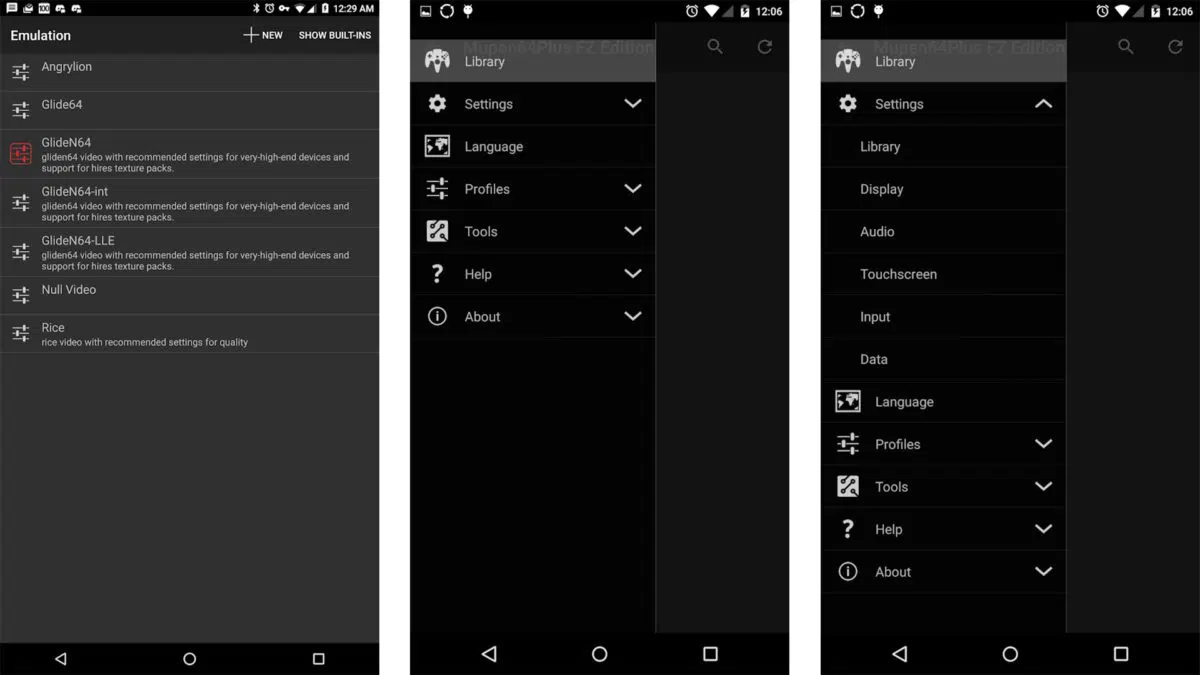 12:29 AM
Emulation
NEW
SHOW BUILT-INS
Angrylion
Glide64
GlideN64
gliden64 video with recommended settings for very-high-end devices and
support for hires texture packs.
GlideN64-int
gliden64 video with recommended settings for very-high-end devices and
support for hires texture packs.
GlideN64-LLE
gliden64 video with recommended settings for very-high-end devices and
support for hires texture packs.
Null Video
Rice
rice video with recommended settings for quality
12:06
Mupen64Plus FZ Edition
Library
Settings
Language
Profiles
Tools
Help
About
12:06
Mupen64Plus FZ Edition
Library
Settings
Library
Display
Audio
Touchscreen
Input
Data
Language
Profiles
Tools
Help
About